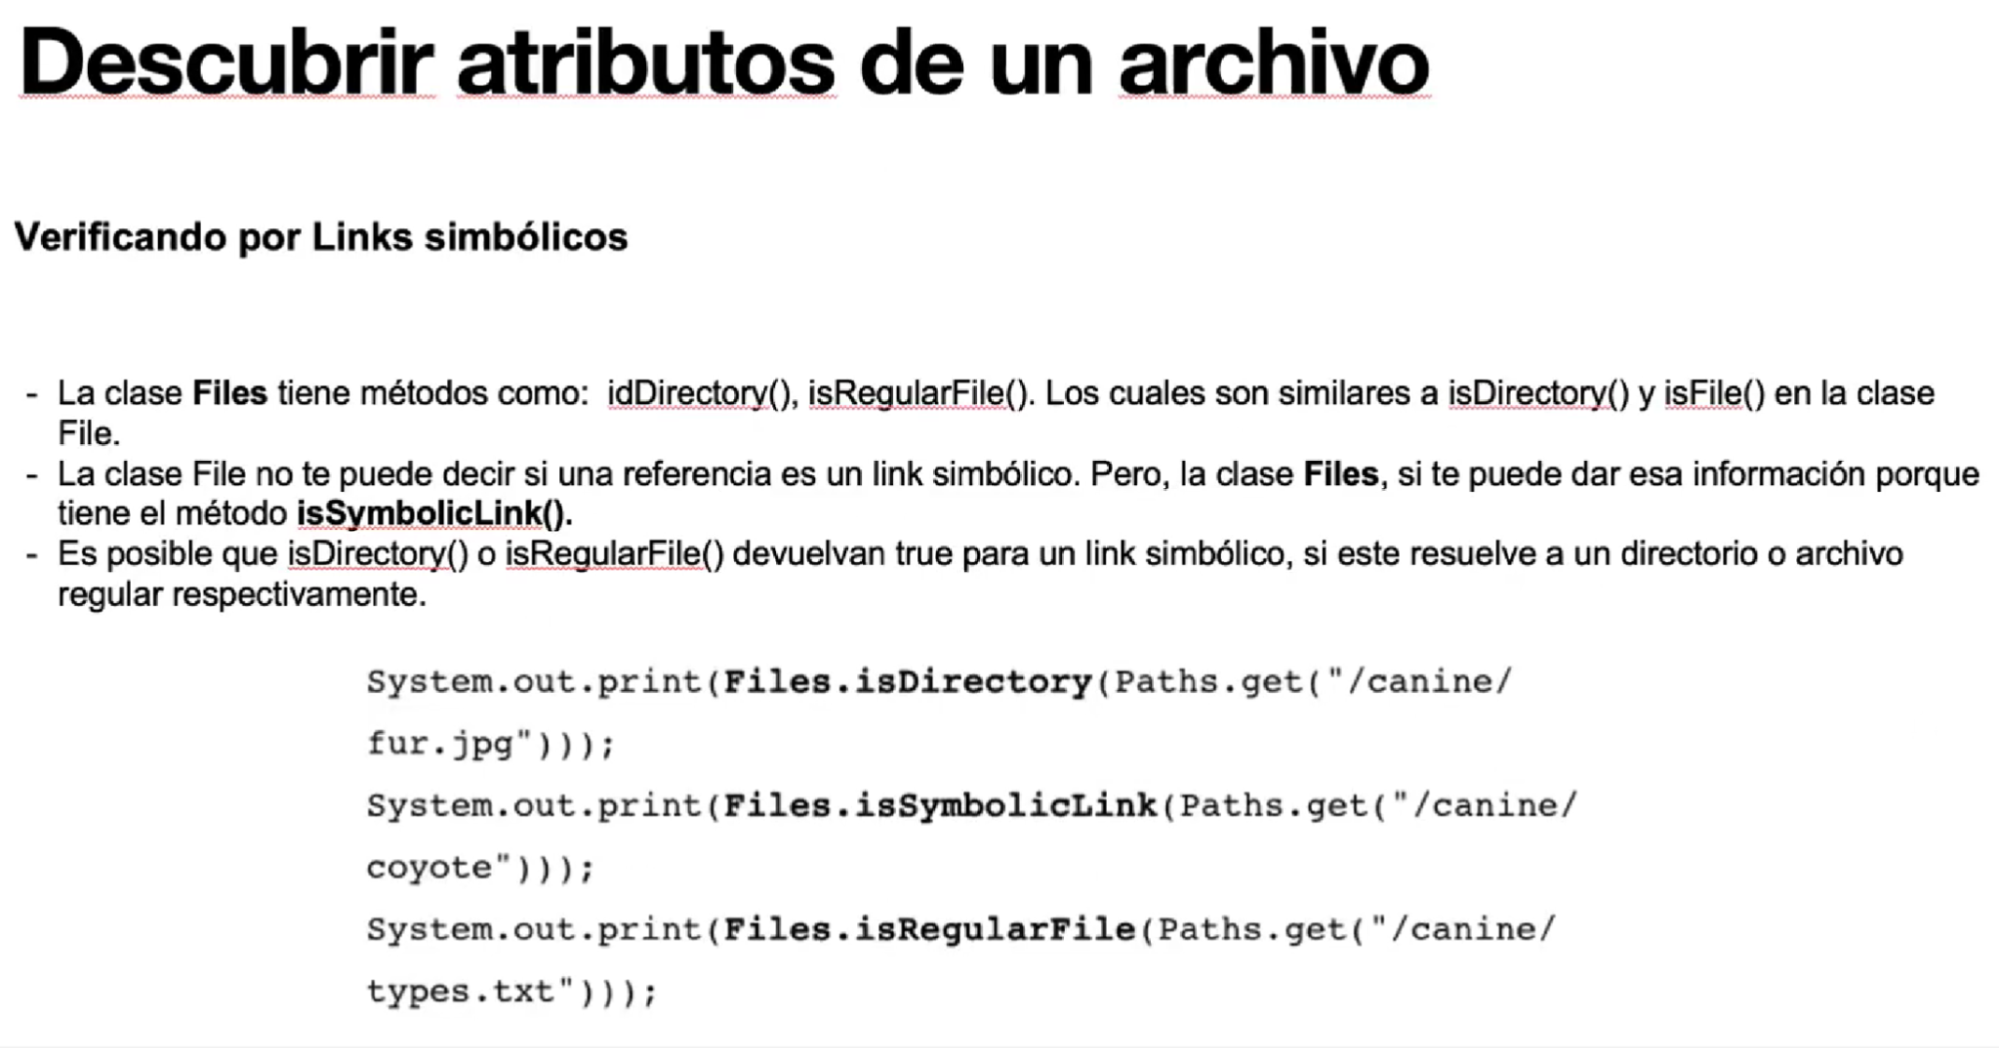 Descubrir atributos de un archivo
Verificando por Links simbólicos
- La clase Files tiene métodos como: idDirectory(), isRegularFile(). Los cuales son similares a isDirectory() y isFile() en la clase
File.
- La clase File no te puede decir si una referencia es un link simbólico. Pero, la clase Files, si te puede dar esa información porque
tiene el método isSymbolicLink().
- Es posible que isDirectory() o isRegularFile() devuelvan true para un link simbólico, si este resuelve a un directorio o archivo
regular respectivamente.
System.out.print(Files.isDirectory(Paths.get("/canine/
fur.jpg")));
System.out.print(Files.isSymbolicLink(Paths.get("/canine/
coyote")));
System.out.print(Files.isRegularFile(Paths.get("/canine/
types.txt")));